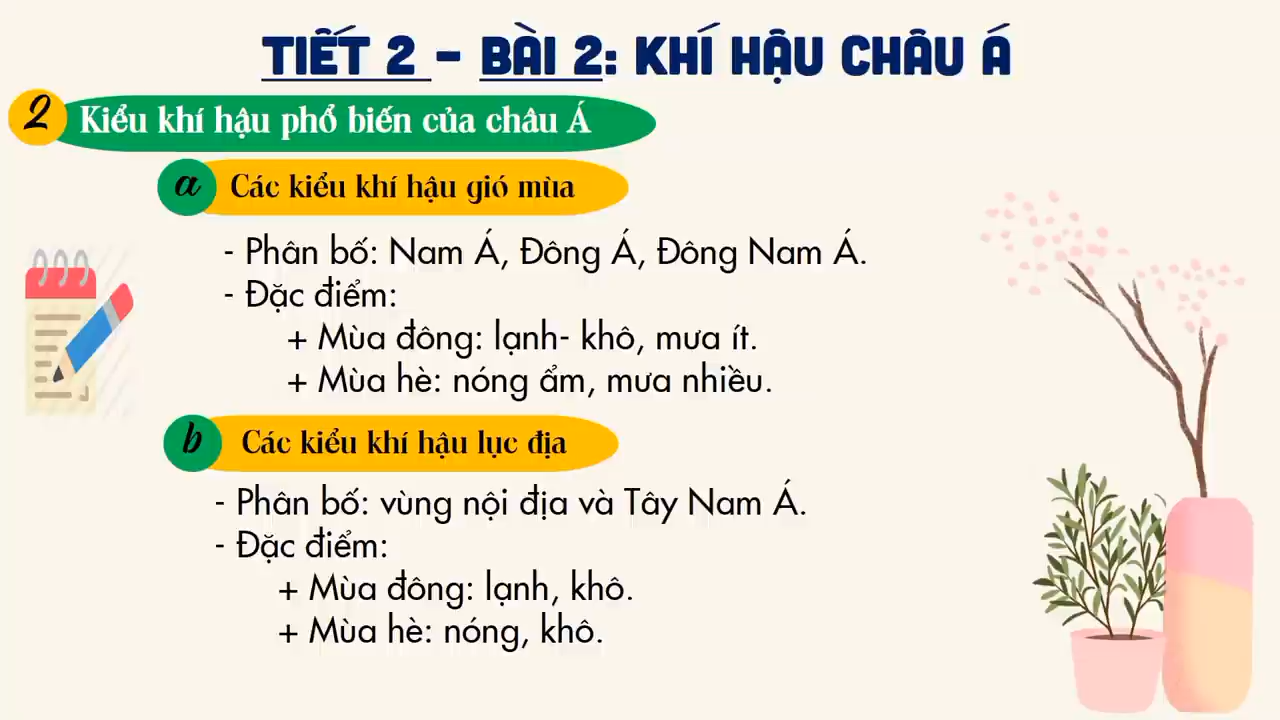 TIẾT 2 - BÀI 2: KHÍ HẬU CHÂU Á
2 Kiểu khí hậu phổ biến của châu Á
a Các kiểu khí hậu gió mùa
- Phân bố: Nam Á, Đông Á, Đông Nam Á.
- Đặc điểm:
+ Mùa đông: lạnh- khô, mưa ít.
+ Mùa hè: nóng ẩm, mưa nhiều.
b Các kiểu khí hậu lục địa
- Phân bố: vùng nội địa và Tây Nam Á.
- Đặc điểm:
+ Mùa đông: lạnh, khô.
+ Mùa hè: nóng, khô.